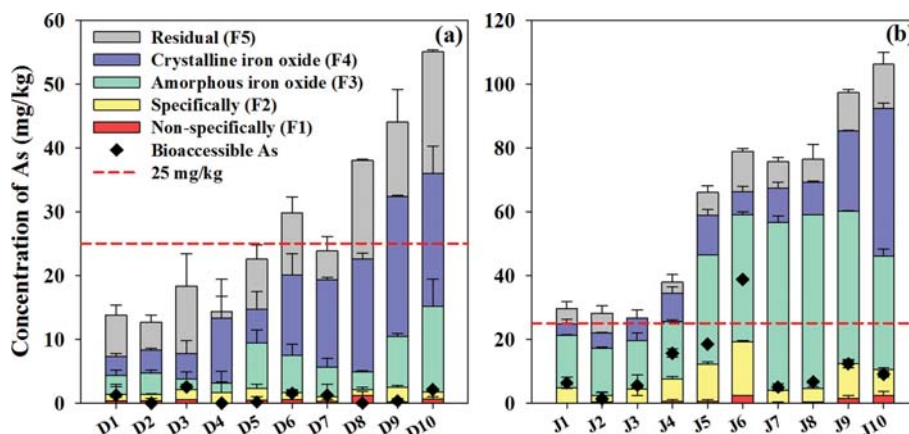 Concentration of As (mg/kg)
60
50
40
30
20
10
0
(a)
Residual (F5)
Crystalline iron oxide (F4)
Amorphous iron oxide (F3)
Specifically (F2)
Non-specifically (F1)
Bioaccessible As
25 mg/kg
D1 D2 D3 D4 D5 D6 D7 D8 D9 D10
120
100
80
60
40
20
0
(b)
J1 J2 J3 J4 J5 J6 J7 J8 J9 J10